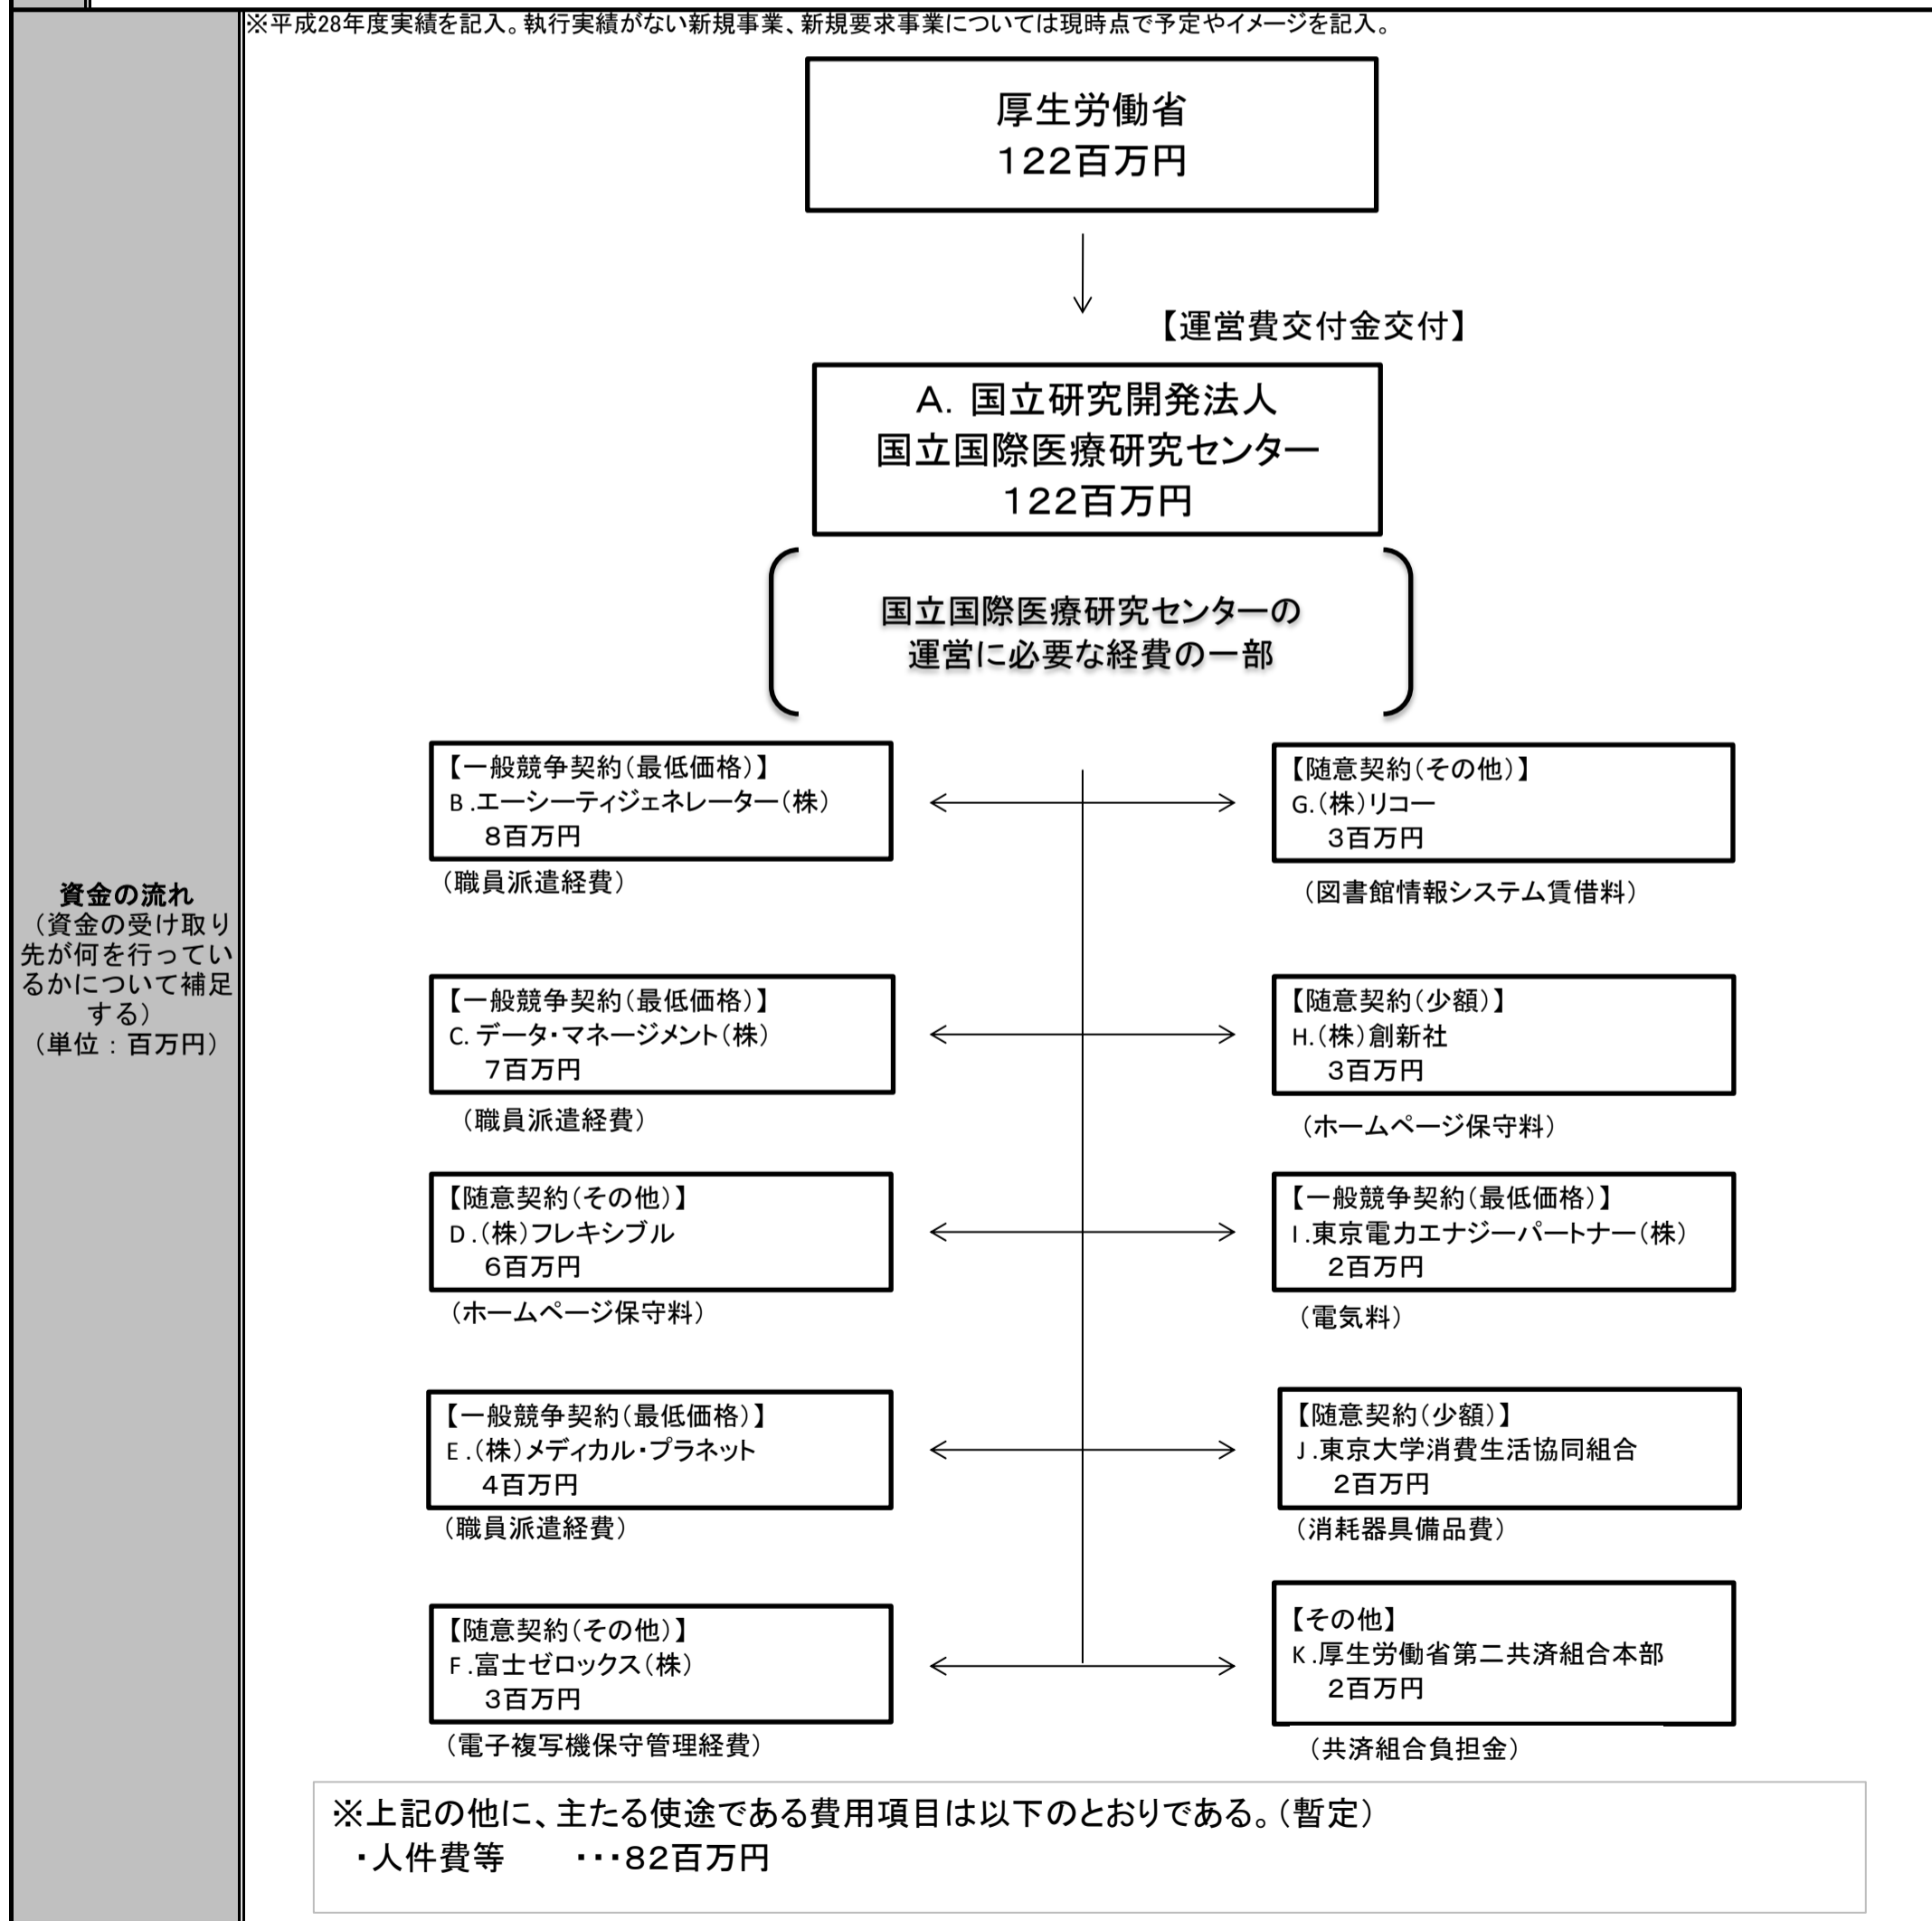 ※平成28年度実績を記入。執行実績がない新規事業、新規要求事業については現時点で予定やイメージを記入。
資金の流れ
（資金の受け取り
先が何を行ってい
るかについて補足
する）
（単位：百万円）
厚生労働省
１２２百万円
【運営費交付金交付】
Ａ．国立研究開発法人
国立国際医療研究センター
１２２百万円
国立国際医療研究センターの
運営に必要な経費の一部
【一般競争契約（最低価格）】
B .エーシーティジェネレーター（株）
８百万円
（職員派遣経費）
【一般競争契約（最低価格）】
C. データ・マネージメント（株）
７百万円
（職員派遣経費）
【随意契約（その他）】
D .（株）フレキシブル
６百万円
（ホームページ保守料）
【一般競争契約（最低価格）】
E .（株）メディカル・プラネット
４百万円
（職員派遣経費）
【随意契約（その他）】
F .富士ゼロックス（株）
３百万円
（電子複写機保守管理経費）
【随意契約（その他）】
G.（株）リコー
３百万円
（図書館情報システム賃借料）
【随意契約（少額）】
H.（株）創新社
３百万円
（ホームページ保守料）
【一般競争契約（最低価格）】
I .東京電力エナジーパートナー（株）
２百万円
（電気料）
【随意契約（少額）】
J .東京大学消費生活協同組合
２百万円
（消耗器具備品費）
【その他】
K .厚生労働省第二共済組合本部
２百万円
（共済組合負担金）
※上記の他に、主たる使途である費用項目は以下のとおりである。（暫定）
・人件費等　　・・・８２百万円